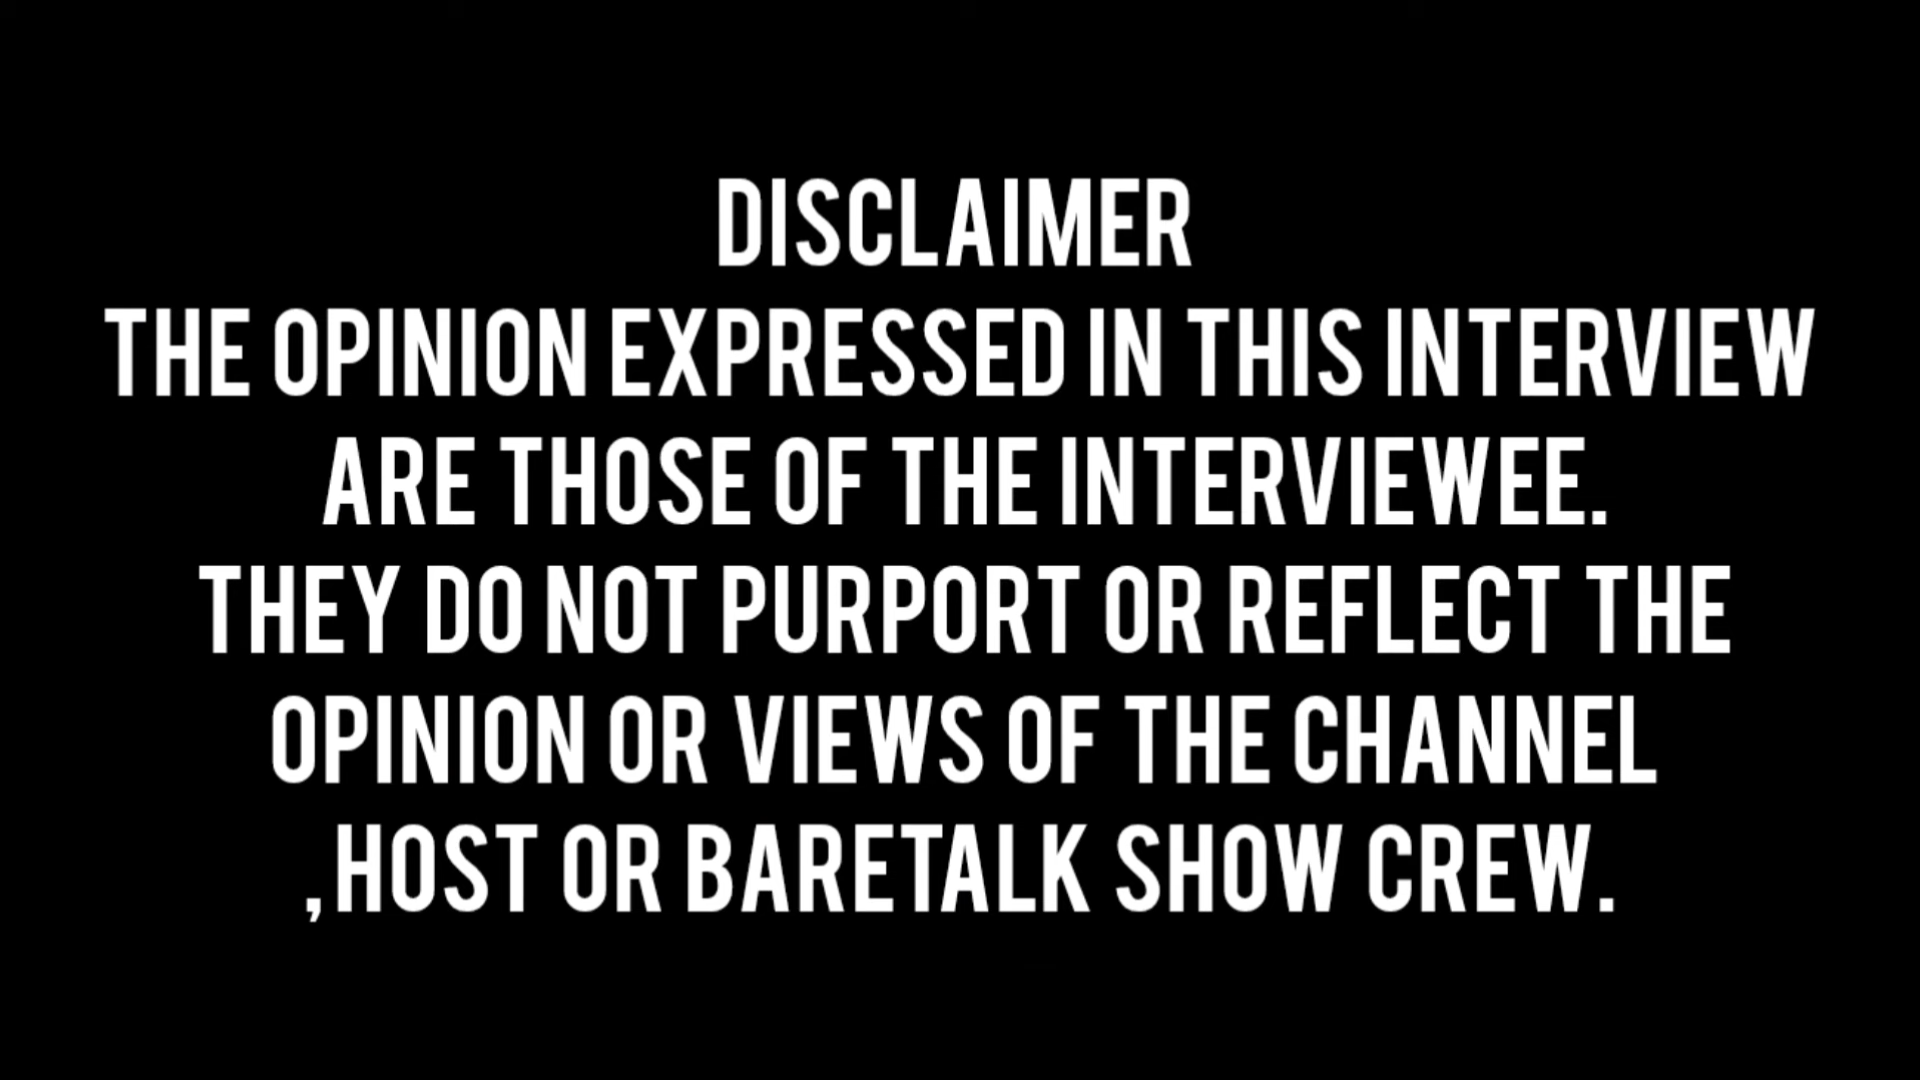 DISCLAIMER
THE OPINION EXPRESSED IN THIS INTERVIEW
ARE THOSE OF THE INTERVIEWEE.
THEY DO NOT PURPORT OR REFLECT THE
OPINION OR VIEWS OF THE CHANNEL
,HOST OR BARETALK SHOW CREW.